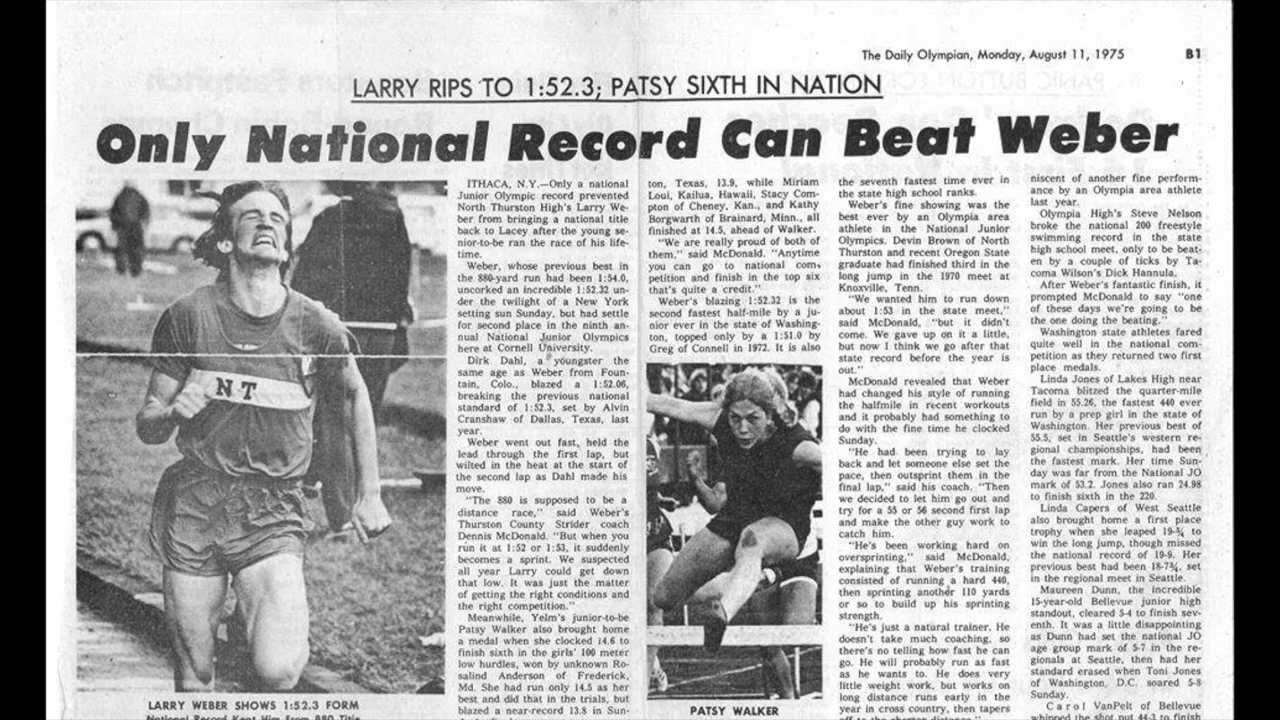 The Daily Olympian, Monday, August 11, 1975 B1
LARRY RIPS TO 1:52.3; PATSY SIXTH IN NATION
Only National Record Can Beat Weber
NT
LARRY WEBER SHOWS 1:52.3 FORM
National Record Kept Him From 880 Title
ITHACA, N.Y.—Only a national
Junior Olympic record prevented
North Thurston High's Larry We-
ber from bringing a national title
back to Lacey after the young se-
nior-to-be ran the race of his life-
time.
Weber, whose previous best in
the 880-yard run had been 1:54.0,
uncorked an incredible 1:52.32 un-
der the twilight of a New York
setting sun Sunday, but had settle
for second place in the ninth an-
nual National Junior Olympics
here at Cornell University.
Dirk Dahl, a youngster the
same age as Weber from Foun-
tain, Colo., blazed a 1:52.06,
breaking the previous national
standard of 1:52.3, set by Alvin
Cranshaw of Dallas, Texas, last
year.
Weber went out fast, held the
lead through the first lap, but
wilted in the heat at the start of
the second lap as Dahl made his
move.
"The 880 is supposed to be a
distance race," said Weber's
Thurston County Strider coach
Dennis McDonald. "But when you
run it at 1:52 or 1:53, it suddenly
becomes a sprint. We suspected
all year Larry could get down
that low. It was just the matter
of getting the right conditions and
the right competition."
Meanwhile, Yelm's junior-to-be
Patsy Walker also brought home
a medal when she clocked 14.6 to
finish sixth in the girls' 100 meter
low hurdles, won by unknown Ro-
salind Anderson of Frederick,
Md. She had run only 14.5 as her
best and did that in the trials, but
blazed a near-record 13.8 in Sun-
ton, Texas, 13.9, while Miriam
Loui, Kailua, Hawaii, Stacy Com-
pton of Cheney, Kan., and Kathy
Borgwarth of Brainard, Minn., all
finished at 14.5, ahead of Walker.
"We are really proud of both of
them," said McDonald. "Anytime
you can go to national com-
petition and finish in the top six
that's quite a credit."
Weber's blazing 1:52.32 is the
second fastest half-mile by a ju-
nior ever in the state of Washing-
ton, topped only by a 1:51.0 by
Greg of Connell in 1972. It is also
PATSY WALKER
the seventh fastest time ever in
the state high school ranks.
Weber's fine showing was the
best ever by an Olympia area
athlete in the National Junior
Olympics. Devin Brown of North
Thurston and recent Oregon State
graduate had finished third in the
long jump in the 1970 meet at
Knoxville, Tenn.
"We wanted him to run down
about 1:53 in the state meet,"
said McDonald, "but it didn't
come. We gave up on it a little,
but now I think we go after that
state record before the year is
out."
McDonald revealed that Weber
had changed his style of running
the halfmile in recent workouts
and it probably had something to
do with the fine time he clocked
Sunday.
"He had been trying to lay
back and let someone else set the
pace, then outsprint them in the
final lap," said his coach. "Then
we decided to let him go out and
try for a 55 or 56 second first lap
and make the other guy work to
catch him.
"He's been working hard on
oversprinting," said McDonald,
explaining that Weber's training
consisted of running a hard 440,
then sprinting another 110 yards
or so to build up his sprinting
strength.
"He's just a natural trainer. He
doesn't take much coaching, so
there's no telling how fast he can
go. He will probably run as fast
as he wants to. He does very
little weight work, but works on
long distance runs early in the
year in cross country, then tapers
off to the shorter distance."
niscent of another fine perform-
ance by an Olympia area athlete
last year.
Olympia High's Steve Nelson
broke the national 200 freestyle
swimming record in the state
high school meet, only to be beat-
en by a couple of ticks by Ta-
coma Wilson's Dick Hannula.
After Weber's fantastic finish, it
prompted McDonald to say "one
of these days we're going to be
the one doing the beating."
Washington state athletes fared
quite well in the national com-
petition as they returned two first
place medals.
Linda Jones of Lakes High near
Tacoma blitzed the quarter-mile
field in 55.26, the fastest 440 ever
run by a prep girl in the state of
Washington. Her previous best of
55.5, set in Seattle's western re-
gional championships, had been
the fastest mark. Her time Sun-
day was far from the National JO
mark of 53.2. Jones also ran 24.98
to finish sixth in the 220.
Linda Capers of West Seattle
also brought home a first place
trophy when she leaped 19-¾ to
win the long jump, though missed
the national record of 19-9. Her
previous best had been 18-7¾, set
in the regional meet in Seattle.
Maureen Dunn, the incredible
15-year-old Bellevue junior high
standout, cleared 5-4 to finish sev-
enth. It was a little disappointing
as Dunn had set the national JO
age group mark of 5-7 in the re-
gionals at Seattle, then had her
standard erased when Toni Jones
of Washington, D.C. soared 5-8
Sunday.
Carol VanPelt of Bellevue
whipped the shot put 44-3 to finish